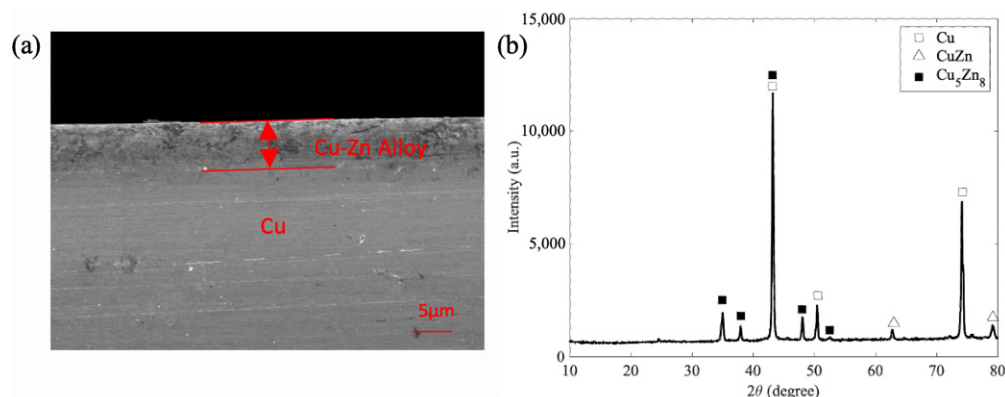 (a)
Cu-Zn Alloy
Cu
5μm
(b)
15,000
10,000
5,000
0
Intensity (a.u.)
10 20 30 40 50 60 70 80
2θ (degree)
□ Cu
△ CuZn
■ Cu₅Zn₈